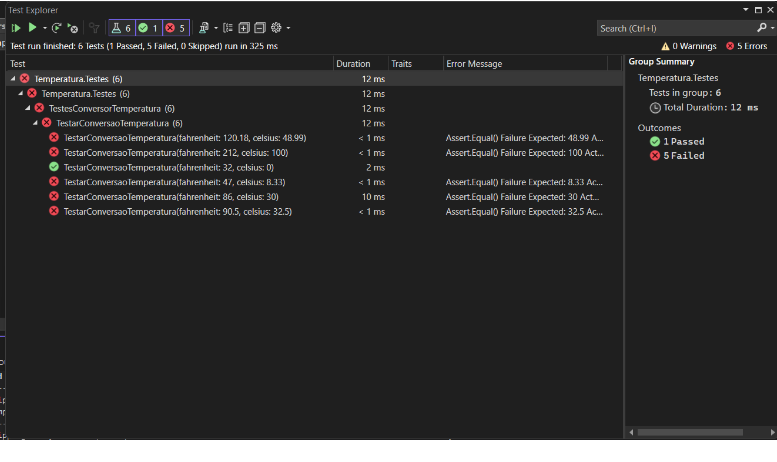 Test Explorer
6 1 5
Search (Ctrl+I)
Test run finished: 6 Tests (1 Passed, 5 Failed, 0 Skipped) run in 325 ms
0 Warnings 5 Errors
Test Duration Traits Error Message
Temperatura.Testes (6) 12 ms
Temperatura.Testes (6) 12 ms
TestesConversorTemperatura (6) 12 ms
TestarConversaoTemperatura (6) 12 ms
TestarConversaoTemperatura(fahrenheit: 120.18, celsius: 48.99) < 1 ms Assert.Equal() Failure Expected: 48.99 A...
TestarConversaoTemperatura(fahrenheit: 212, celsius: 100) < 1 ms Assert.Equal() Failure Expected: 100 Act...
TestarConversaoTemperatura(fahrenheit: 32, celsius: 0) 2 ms
TestarConversaoTemperatura(fahrenheit: 47, celsius: 8.33) < 1 ms Assert.Equal() Failure Expected: 8.33 Ac...
TestarConversaoTemperatura(fahrenheit: 86, celsius: 30) 10 ms Assert.Equal() Failure Expected: 30 Act...
TestarConversaoTemperatura(fahrenheit: 90.5, celsius: 32.5) < 1 ms Assert.Equal() Failure Expected: 32.5 Ac...
Group Summary
Temperatura.Testes
Tests in group: 6
Total Duration: 12 ms
Outcomes
1 Passed
5 Failed